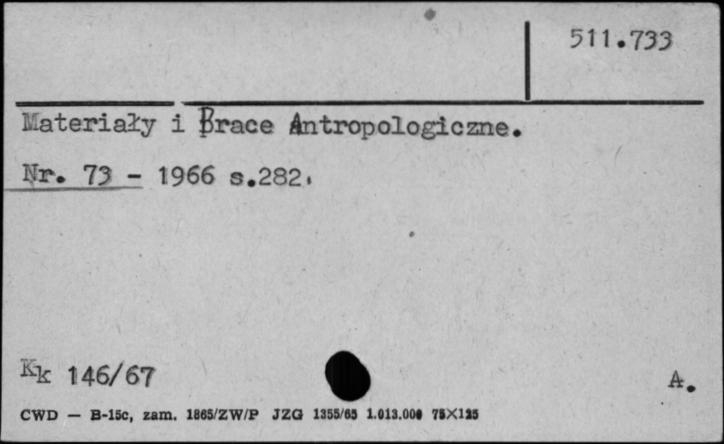 511.733
Materiały i Prace Antropologiczne.
Nr. 73 - 1966 s.282.
Kk 146/67
A.
CWD — B-15c, zam. 1865/ZW/P JZG 1355/65 1.013.000 75X125